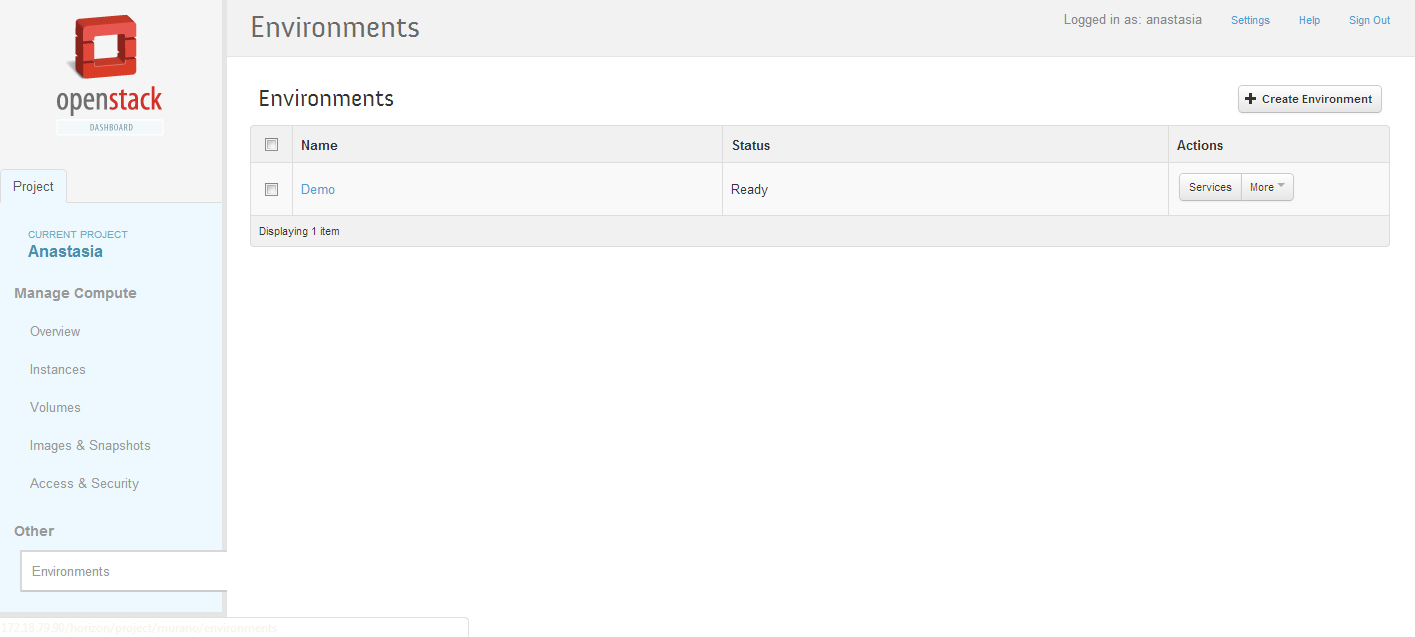 openstack
DASHBOARD
Project
CURRENT PROJECT
Anastasia
Manage Compute
Overview
Instances
Volumes
Images & Snapshots
Access & Security
Other
Environments
172.18.79.90/horizon/project/murano/environments
Environments
Logged in as: anastasia Settings Help Sign Out
Environments
Create Environment
Name Status Actions
Demo Ready Services More
Displaying 1 item